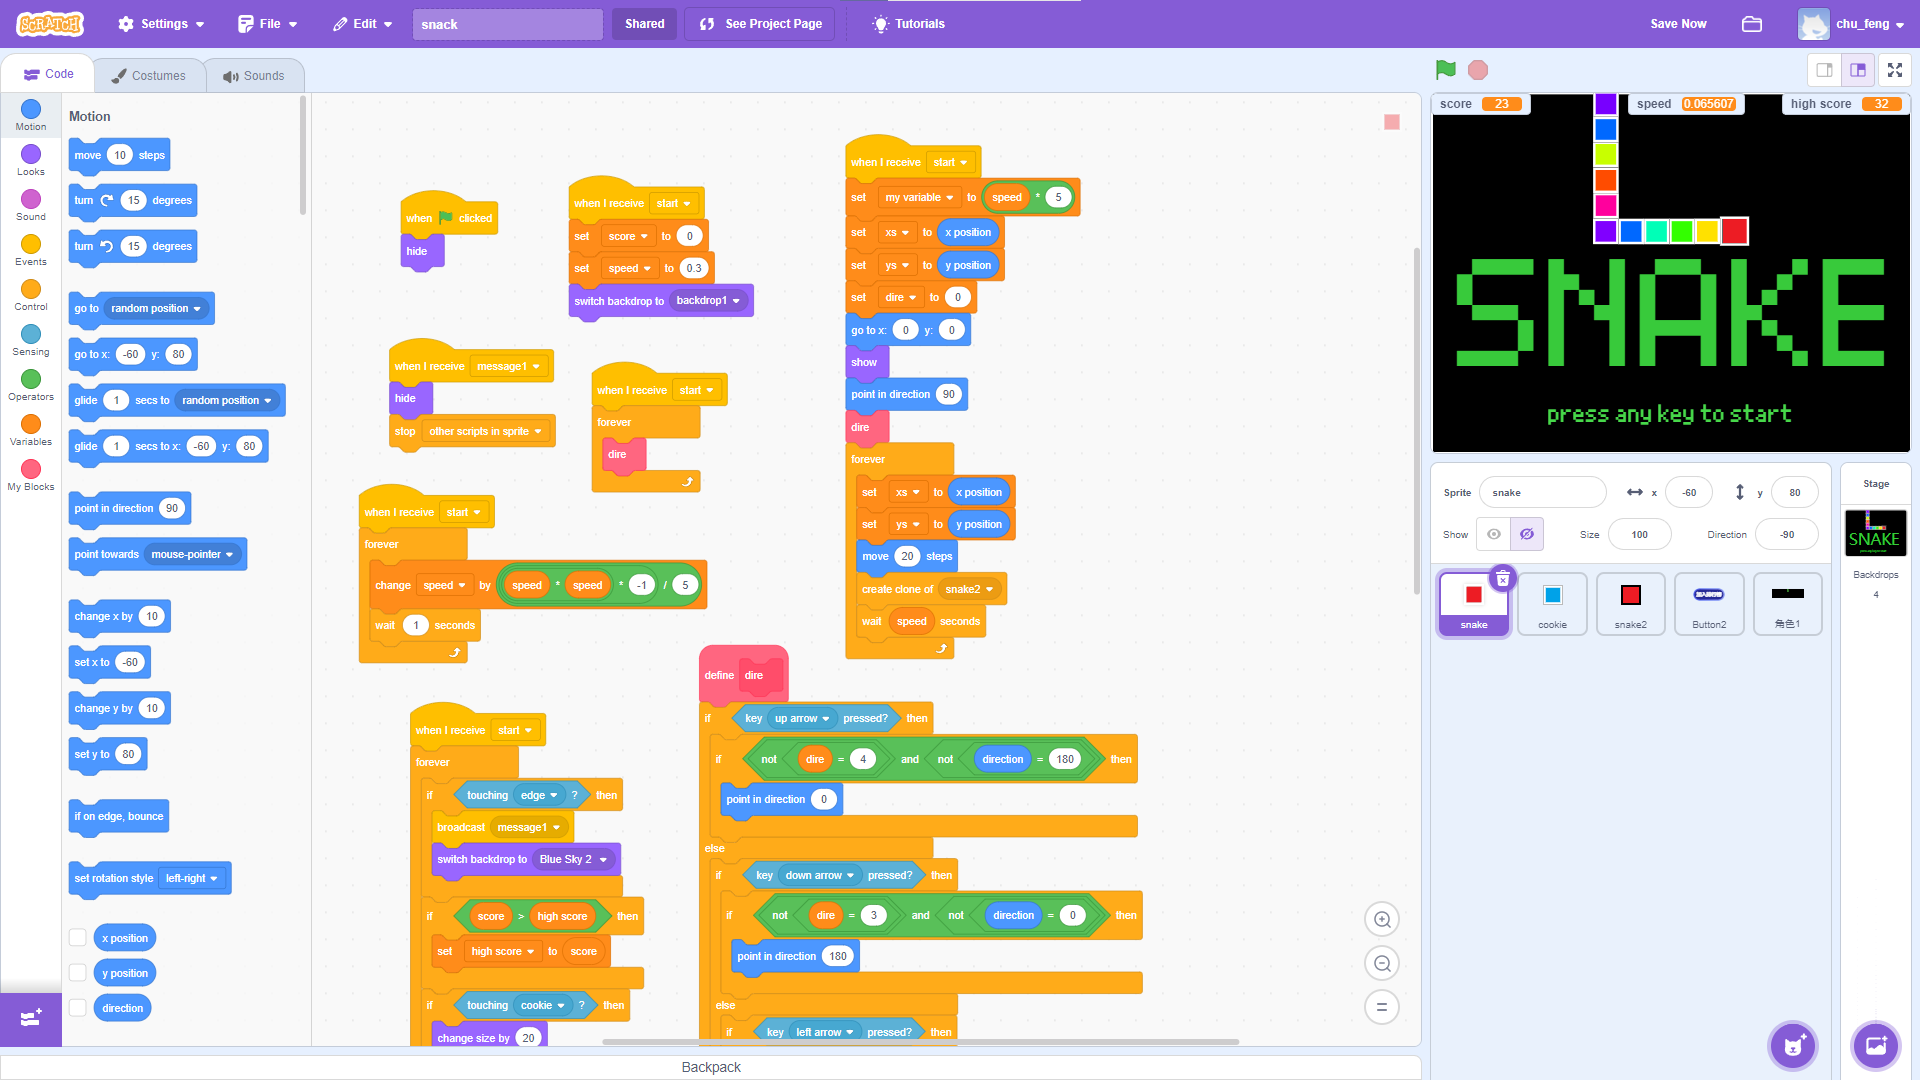 SCRATCH Settings File Edit snack Shared See Project Page Tutorials Save Now chu_feng
Code Costumes Sounds
Motion
Looks
Sound
Events
Control
Sensing
Operators
Variables
My Blocks
Motion
move 10 steps
turn 15 degrees
turn 15 degrees
go to random position
go to x: -60 y: 80
glide 1 secs to random position
glide 1 secs to x: -60 y: 80
point in direction 90
point towards mouse-pointer
change x by 10
set x to -60
change y by 10
set y to 80
if on edge, bounce
set rotation style left-right
x position
y position
direction
when clicked
hide
when I receive start
set score to 0
set speed to 0.3
switch backdrop to backdrop1
when I receive message1
hide
stop other scripts in sprite
when I receive start
forever
dire
when I receive start
forever
change speed by speed * speed * -1 / 5
wait 1 seconds
when I receive start
forever
if touching edge ? then
broadcast message1
switch backdrop to Blue Sky 2
if score > high score then
set high score to score
if touching cookie ? then
change size by 20
when I receive start
set my variable to speed * 5
set xs to x position
set ys to y position
set dire to 0
go to x: 0 y: 0
show
point in direction 90
dire
forever
set xs to x position
set ys to y position
move 20 steps
create clone of snake2
wait speed seconds
define dire
if key up arrow pressed? then
if not dire = 4 and not direction = 180 then
point in direction 0
else
if key down arrow pressed? then
if not dire = 3 and not direction = 0 then
point in direction 180
else
if key left arrow pressed? then
Backpack
score 23 speed 0.065607 high score 32
SNAKE
press any key to start
Sprite snake x -60 y 80
Show Size 100 Direction -90
snake cookie snake2 Button2 角色1
Stage
SNAKE
Backdrops
4